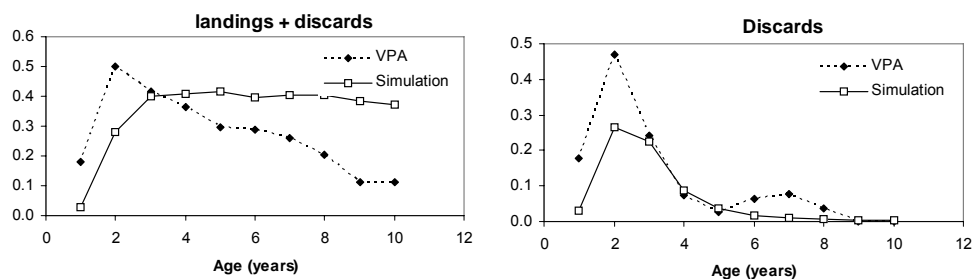 landings + discards
0.6
0.5
0.4
0.3
0.2
0.1
0.0
VPA
Simulation
0 2 4 6 8 10 12
Age (years)
Discards
0.5
0.4
0.3
0.2
0.1
0.0
VPA
Simulation
0 2 4 6 8 10 12
Age (years)